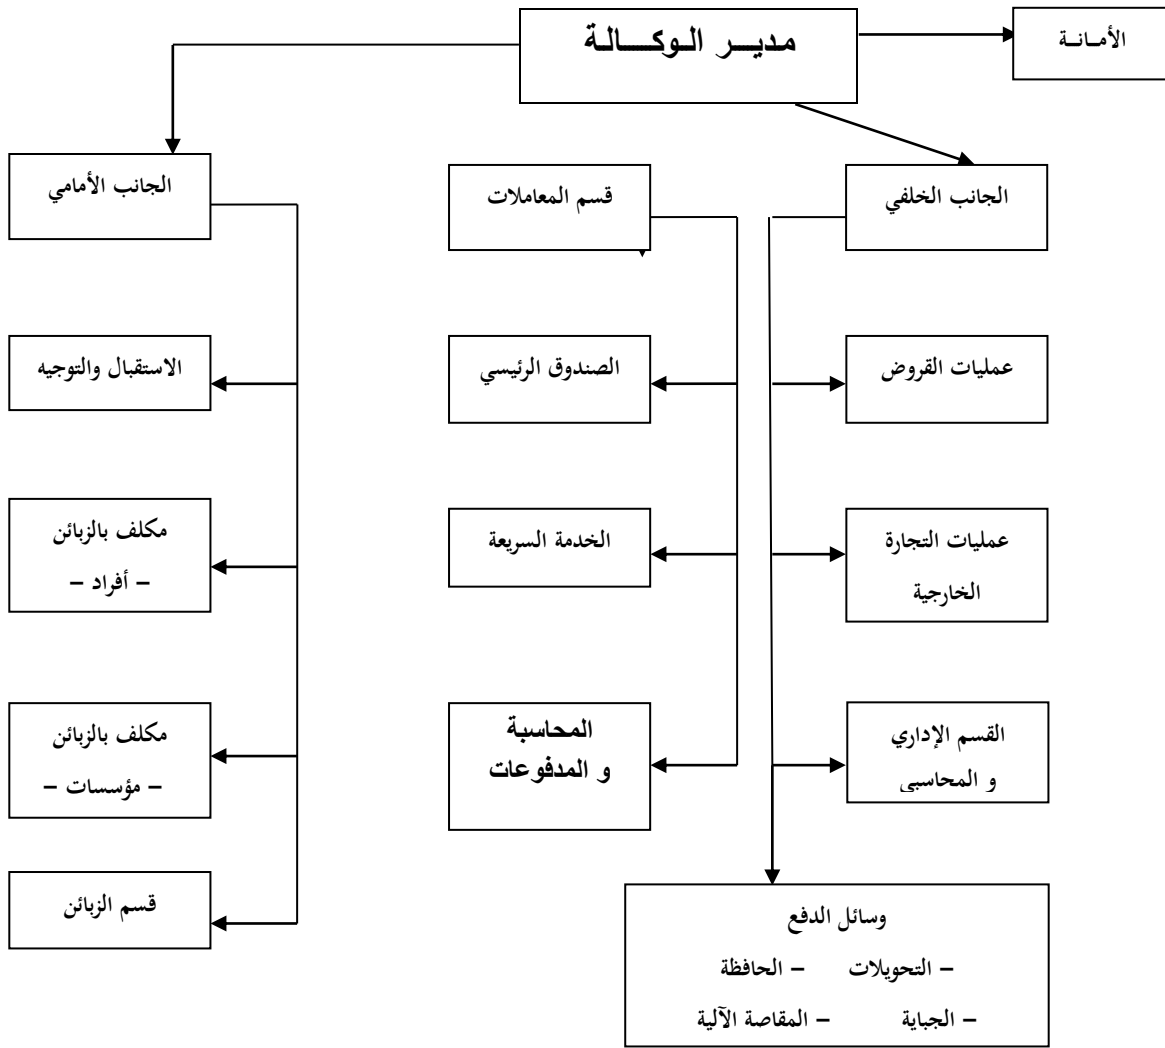 مديـــر الـوكـــالـة
الأمـانـة
الجانب الخلفي
قسم المعاملات
الجانب الأمامي
عمليات القروض
الصندوق الرئيسي
الاستقبال والتوجيه
عمليات التجارة
الخارجية
الخدمة السريعة
مكلف بالزبائن
– أفراد –
القسم الإداري
و المحاسبي
المحاسبة
و المدفوعات
مكلف بالزبائن
– مؤسسات –
قسم الزبائن
وسائل الدفع
– التحويلات – الحافظة
– الجباية – المقاصة الآلية